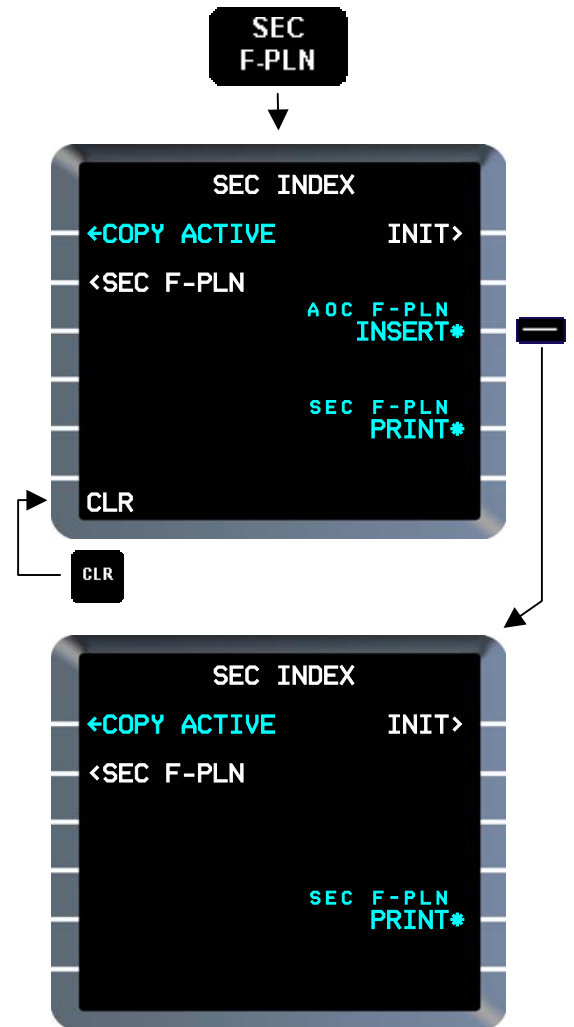 SEC
F-PLN
SEC INDEX
←COPY ACTIVE INIT>
<SEC F-PLN
AOC F-PLN
INSERT*
SEC F-PLN
PRINT*
CLR
CLR
SEC INDEX
←COPY ACTIVE INIT>
<SEC F-PLN
SEC F-PLN
PRINT*